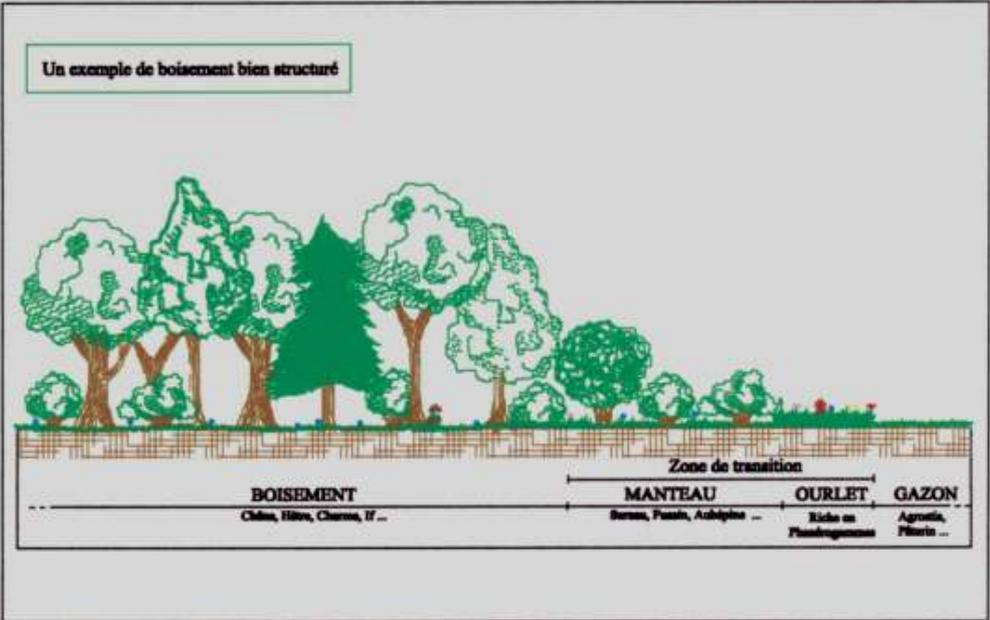 Un exemple de boisement bien structuré
Zone de transition
BOISEMENT
MANTEAU
OURLET
GAZON
Chêne, Hêtre, Charme, If ...
Sureau, Fusain, Aubépine ...
Riche en
Phanérogammes
Agrostis,
Pâturin ...